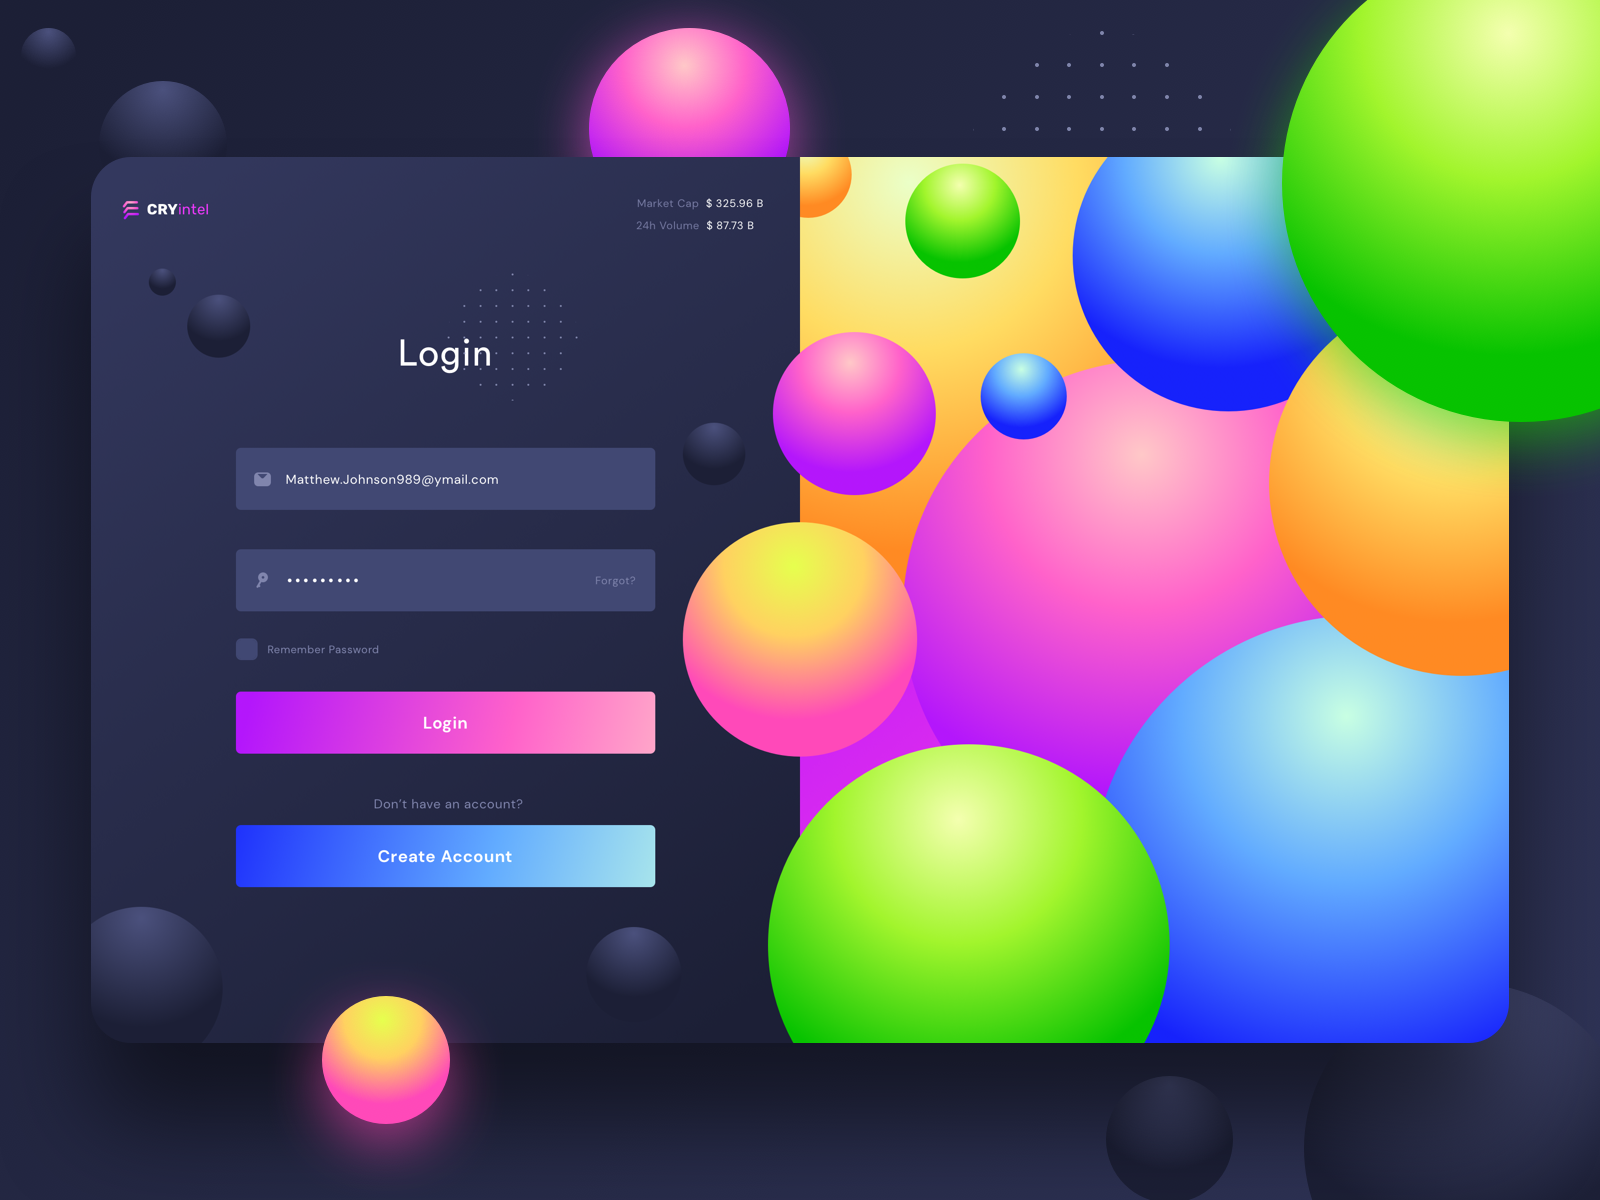 CRYintel
Market Cap $ 325.96 B
24h Volume $ 87.73 B
Login
Matthew.Johnson989@ymail.com
•••••••••
Forgot?
Remember Password
Login
Don’t have an account?
Create Account